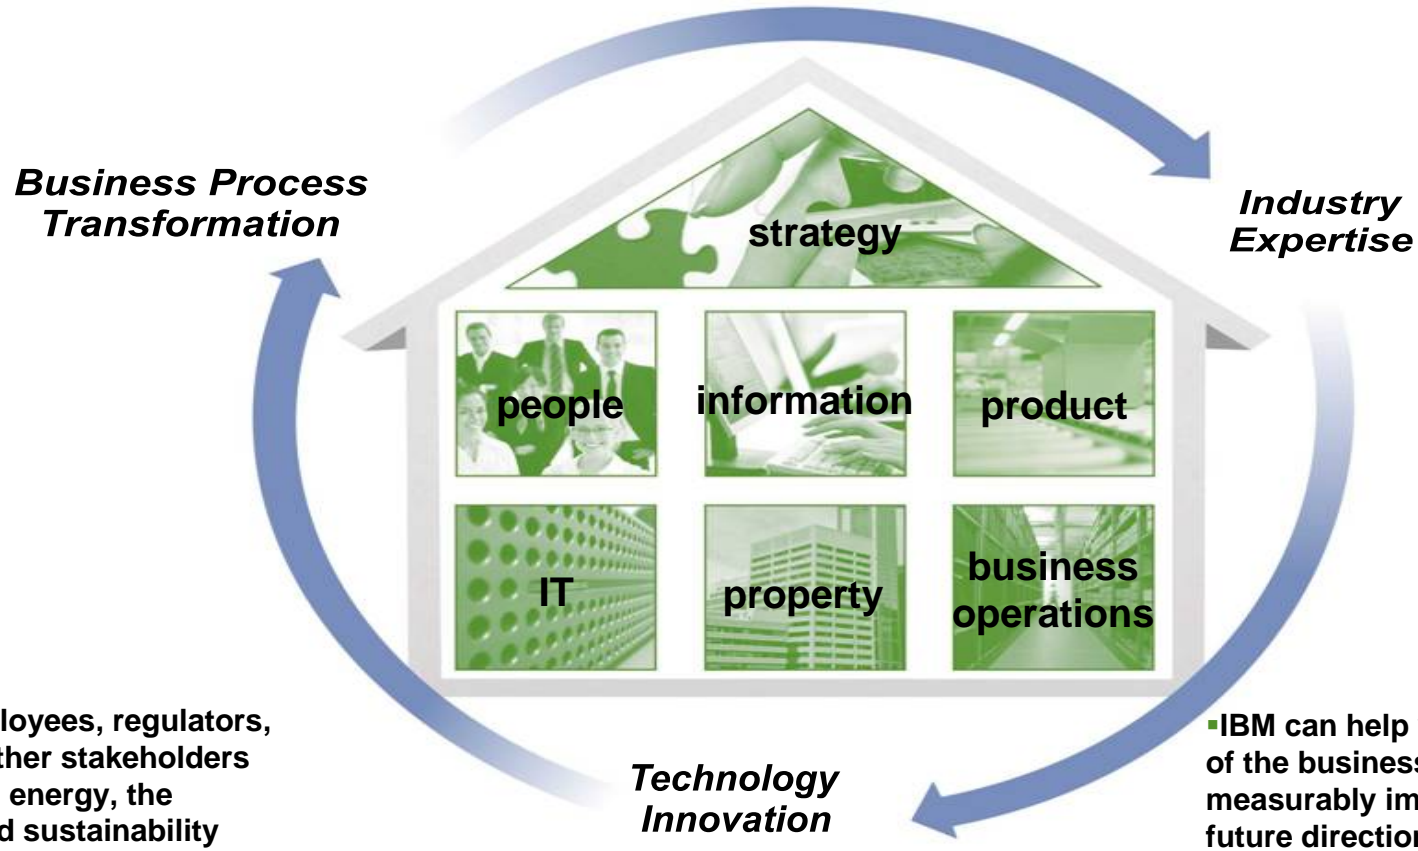 Business Process
Transformation
Industry
Expertise
strategy
people
information
product
IT
property
business
operations
loyees, regulators,
ther stakeholders
energy, the
d sustainability
Technology
Innovation
▪IBM can help
of the business
measurably im
future direction